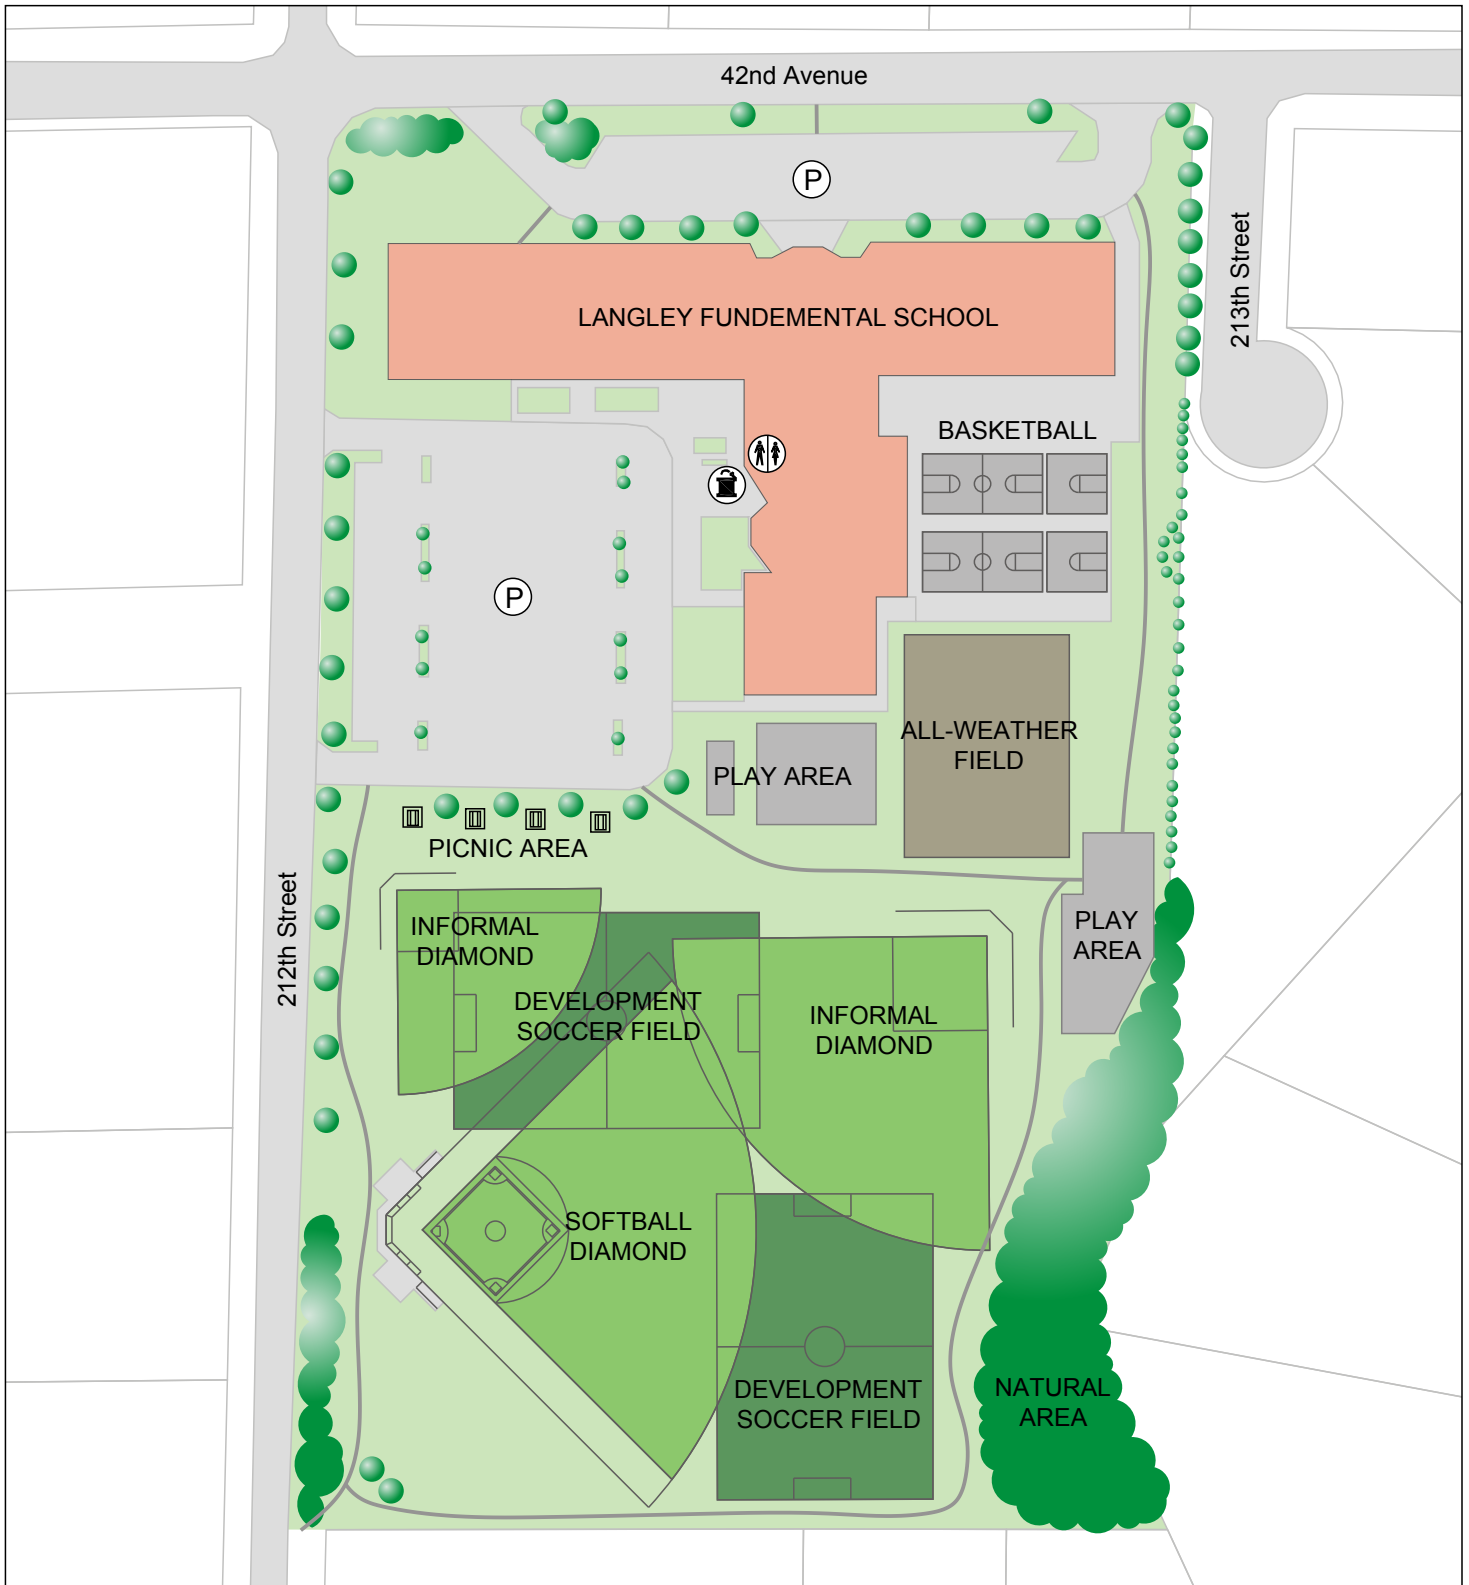 42nd Avenue
P
213th Street
LANGLEY FUNDEMENTAL SCHOOL
BASKETBALL
P
ALL-WEATHER
FIELD
PLAY AREA
PICNIC AREA
212th Street
INFORMAL
DIAMOND
PLAY
AREA
DEVELOPMENT
SOCCER FIELD
INFORMAL
DIAMOND
SOFTBALL
DIAMOND
DEVELOPMENT
SOCCER FIELD
NATURAL
AREA